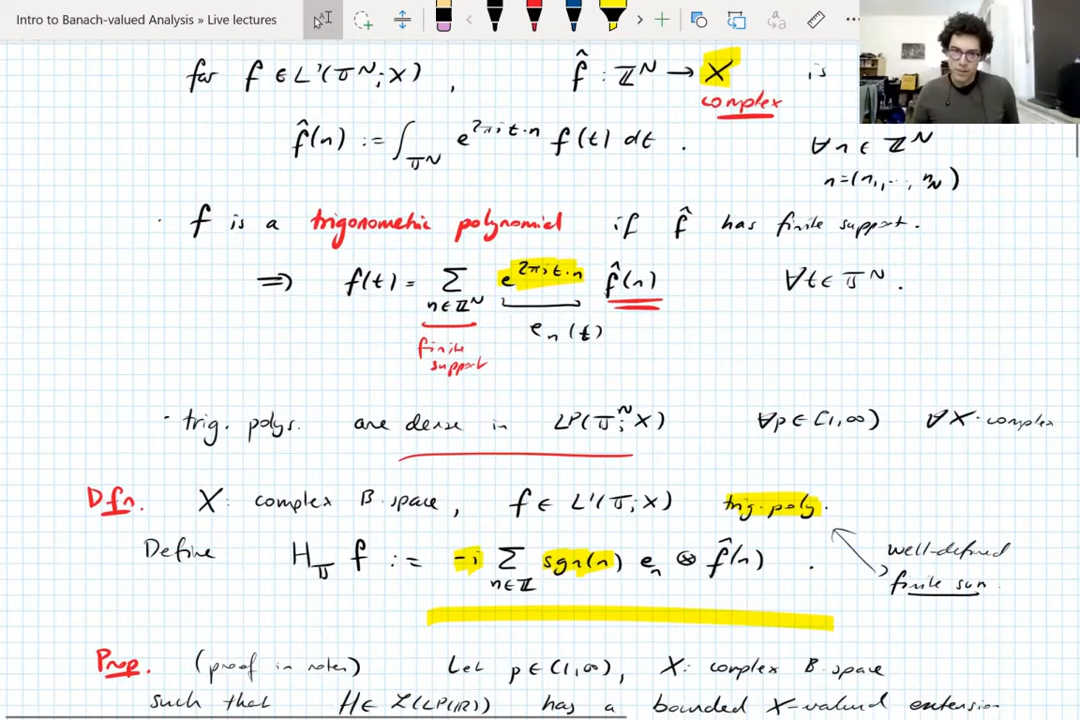 Intro to Banach-valued Analysis » Live lectures
for f ∈ L¹(𝕋ᴺ; X), f̂ : ℤᴺ → X is
complex
f̂(n) := ∫_𝕋ᴺ e^{2πit·n} f(t) dt . ∀n ∈ ℤᴺ
n=(n₁,..., n_N)
· f is a trigonometric polynomial if f̂ has finite support.
⇒ f(t) = Σ_{n∈ℤᴺ} e^{2πit·n} f̂(n) ∀t ∈ 𝕋ᴺ.
e_n(t)
finite
support
· trig. polys. are dense in Lᵖ(𝕋ᴺ; X) ∀p ∈ [1,∞) ∀X-complex
Dfn. X: complex B. space, f ∈ L¹(𝕋; X) trig. poly.
Define H_𝕋 f := -i Σ_{n∈ℤ} sgn(n) e_n ⊗ f̂(n) .
well-defined
finite sum.
Prop. (proof in notes) Let p ∈ (1,∞), X: complex B. space
such that H ∈ ℒ(Lᵖ(ℝ)) has a bounded X-valued extension